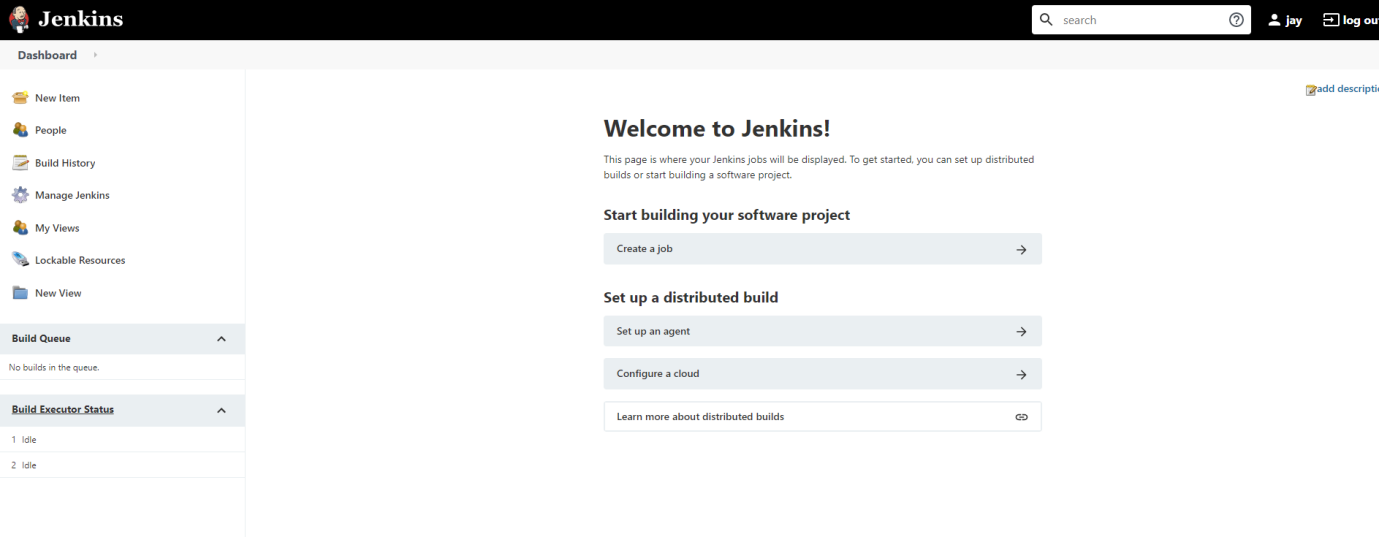 Jenkins
search
jay
log ou
Dashboard
add descripti
New Item
People
Build History
Manage Jenkins
My Views
Lockable Resources
New View
Build Queue
No builds in the queue.
Build Executor Status
1 Idle
2 Idle
Welcome to Jenkins!
This page is where your Jenkins jobs will be displayed. To get started, you can set up distributed
builds or start building a software project.
Start building your software project
Create a job
Set up a distributed build
Set up an agent
Configure a cloud
Learn more about distributed builds